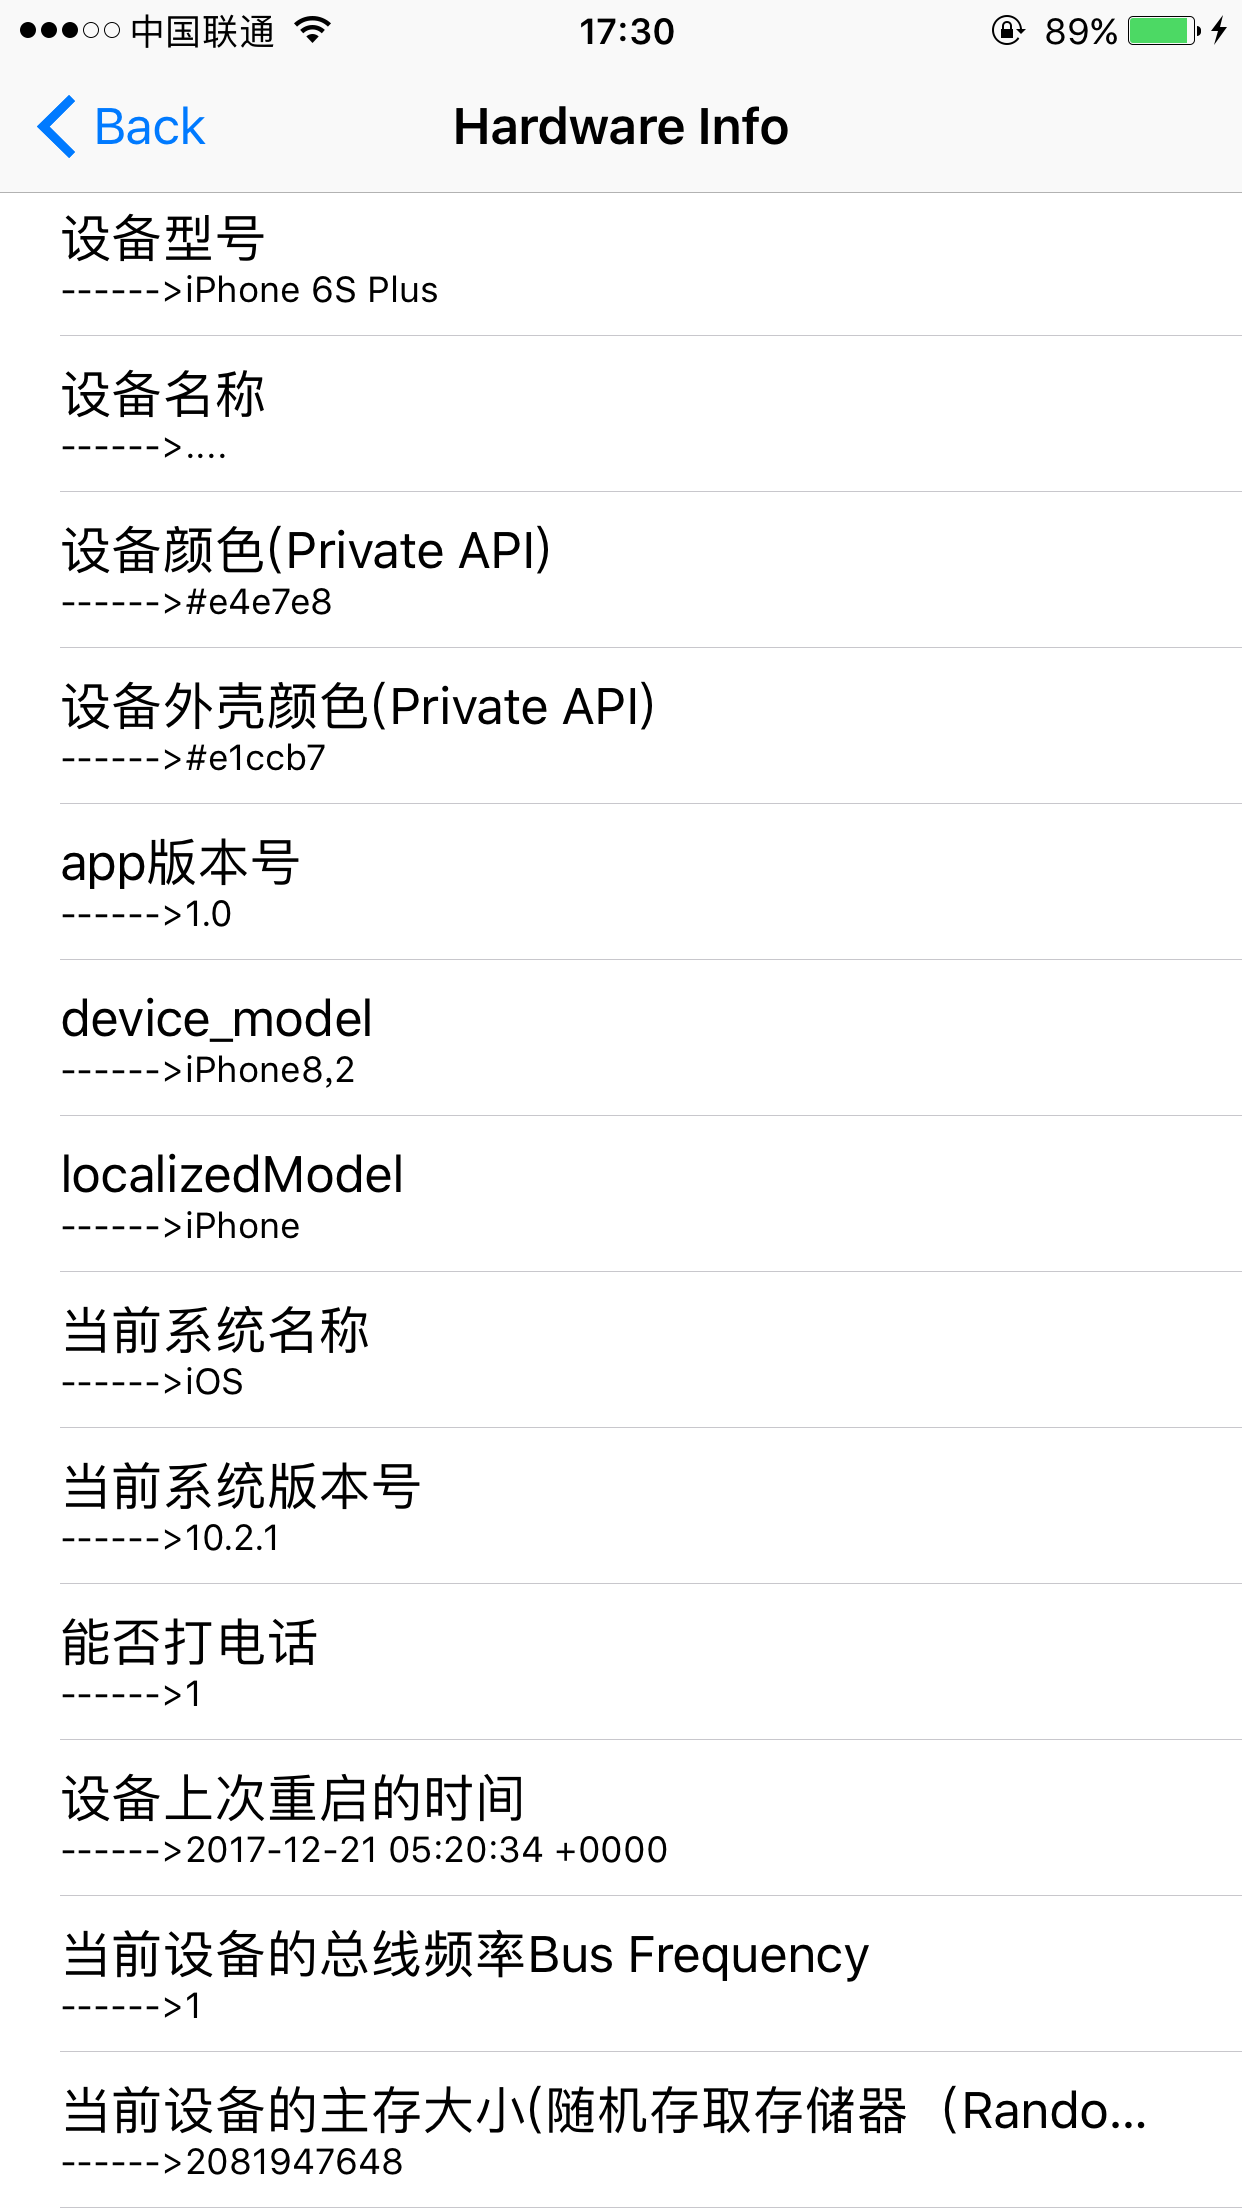 中国联通 17:30 89%
Back Hardware Info
设备型号
------>iPhone 6S Plus
设备名称
------>....
设备颜色(Private API)
------>#e4e7e8
设备外壳颜色(Private API)
------>#e1ccb7
app版本号
------>1.0
device_model
------>iPhone8,2
localizedModel
------>iPhone
当前系统名称
------>iOS
当前系统版本号
------>10.2.1
能否打电话
------>1
设备上次重启的时间
------>2017-12-21 05:20:34 +0000
当前设备的总线频率Bus Frequency
------>1
当前设备的主存大小(随机存取存储器（Rando...
------>2081947648